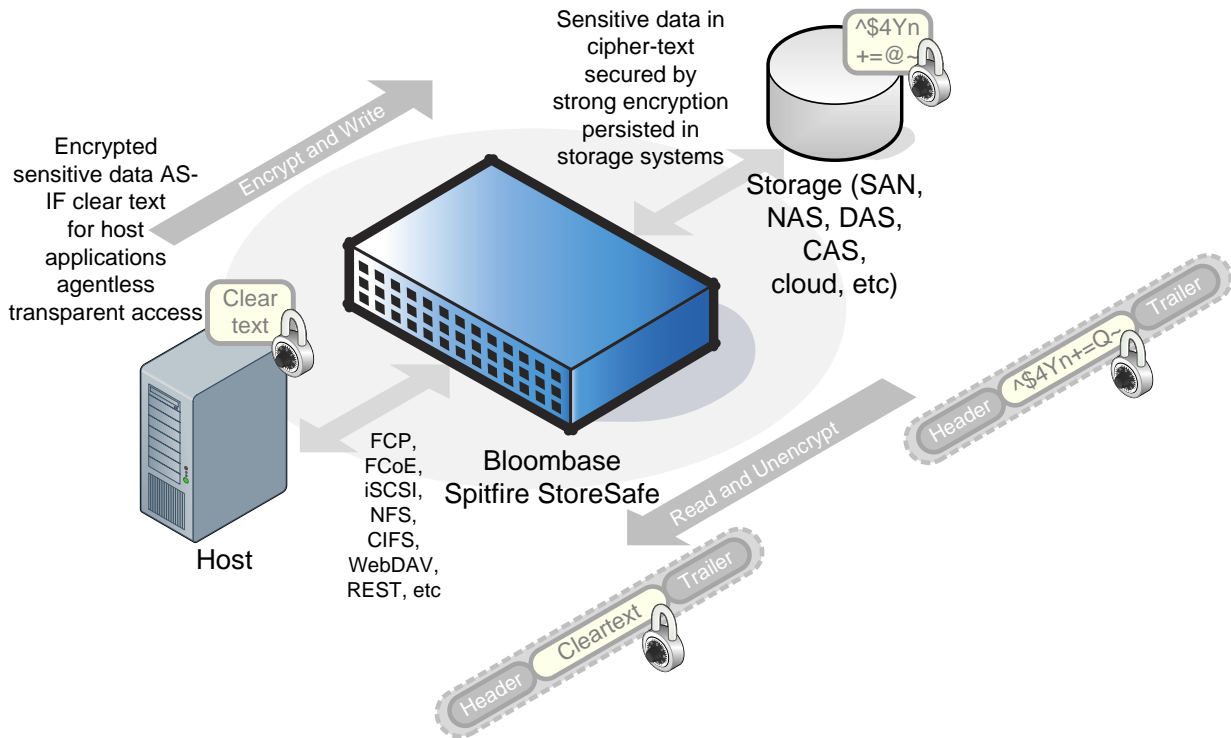 Sensitive data in
cipher-text
secured by
strong encryption
persisted in
storage systems
^$4Yn
+=@~
Encrypt and Write
Encrypted
sensitive data AS-
IF clear text
for host
applications
agentless
transparent access
Storage (SAN,
NAS, DAS,
CAS,
cloud, etc)
Clear
text
Header
^$4Yn+=Q~
Trailer
FCP,
FCoE,
iSCSI,
NFS,
CIFS,
WebDAV,
REST, etc
Bloombase
Spitfire StoreSafe
Read and Unencrypt
Host
Header
Cleartext
Trailer